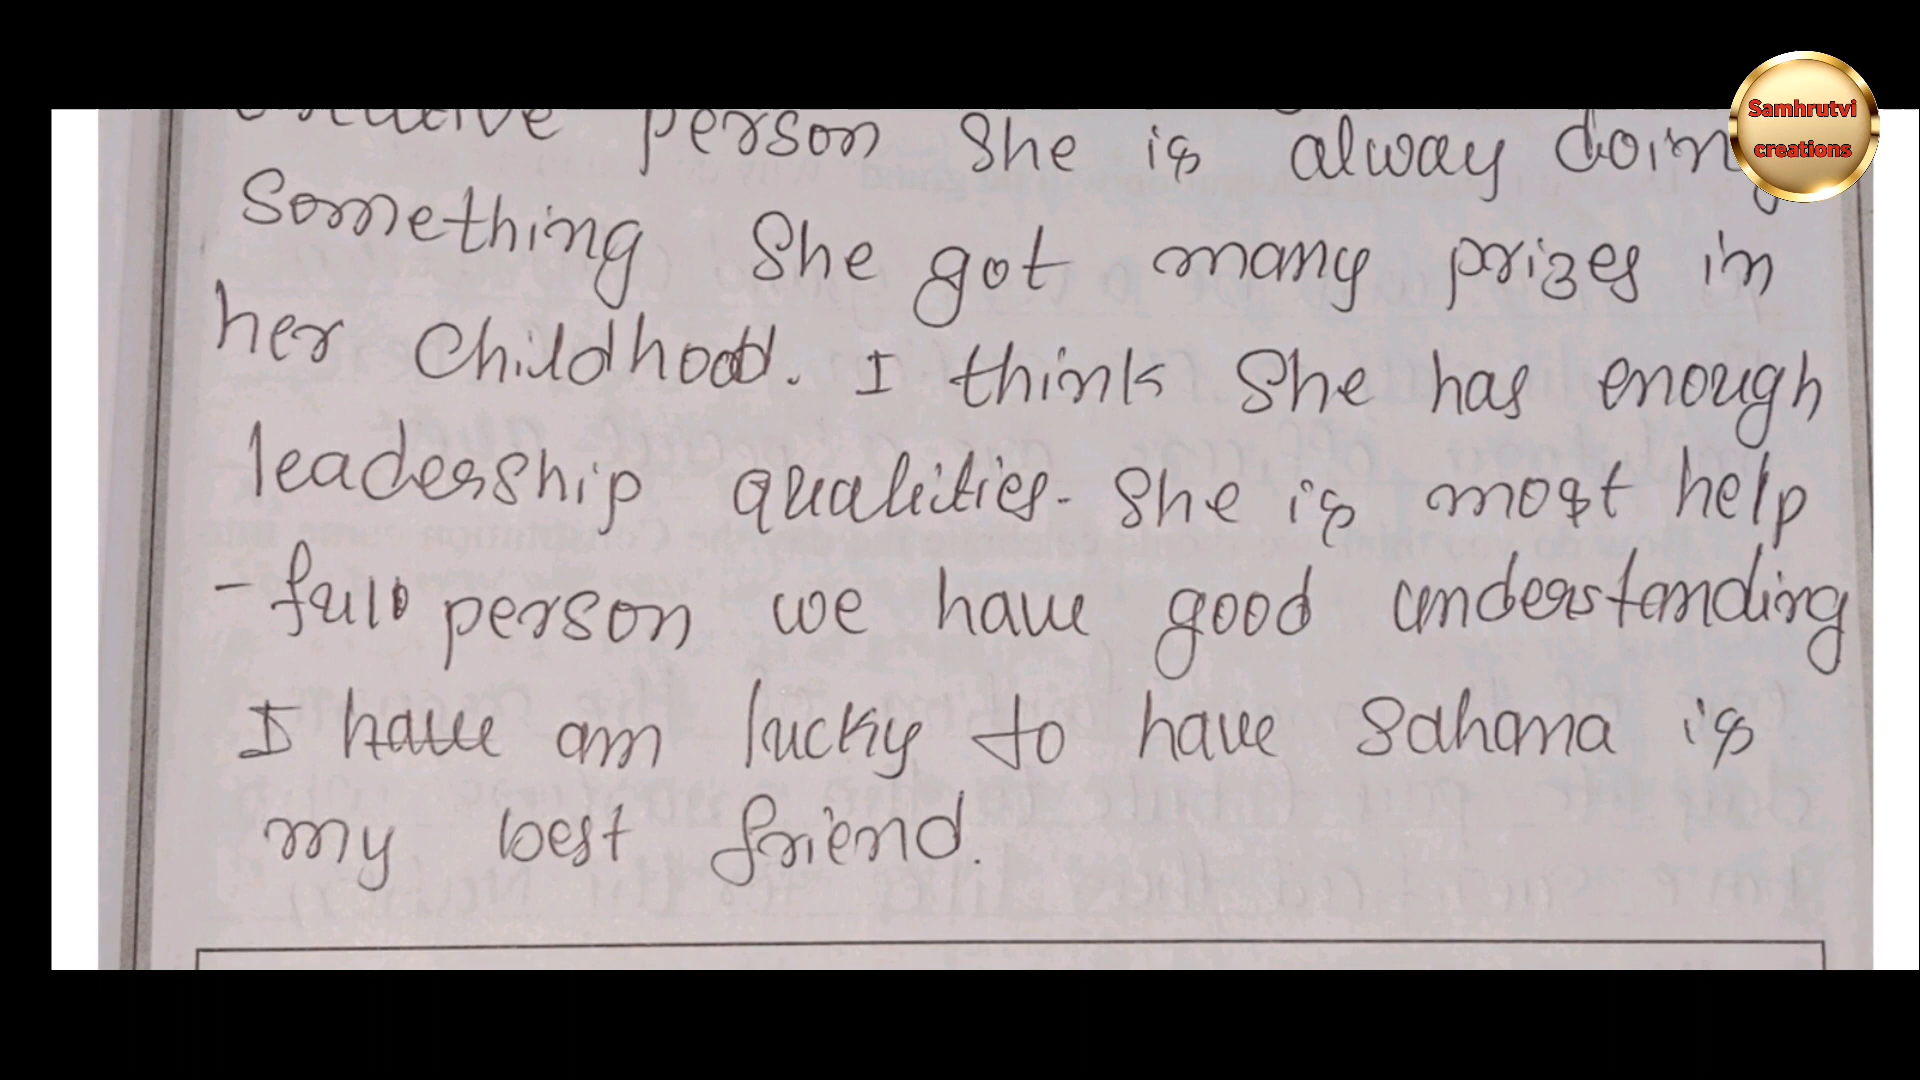 person She is alway doing
Samhrutvi
creations
Something She got many prizes in
her Childhood. I think She has enough
leadership qualities. She is most help
-full person we have good understanding
I have am lucky to have Sahana is
my best friend.